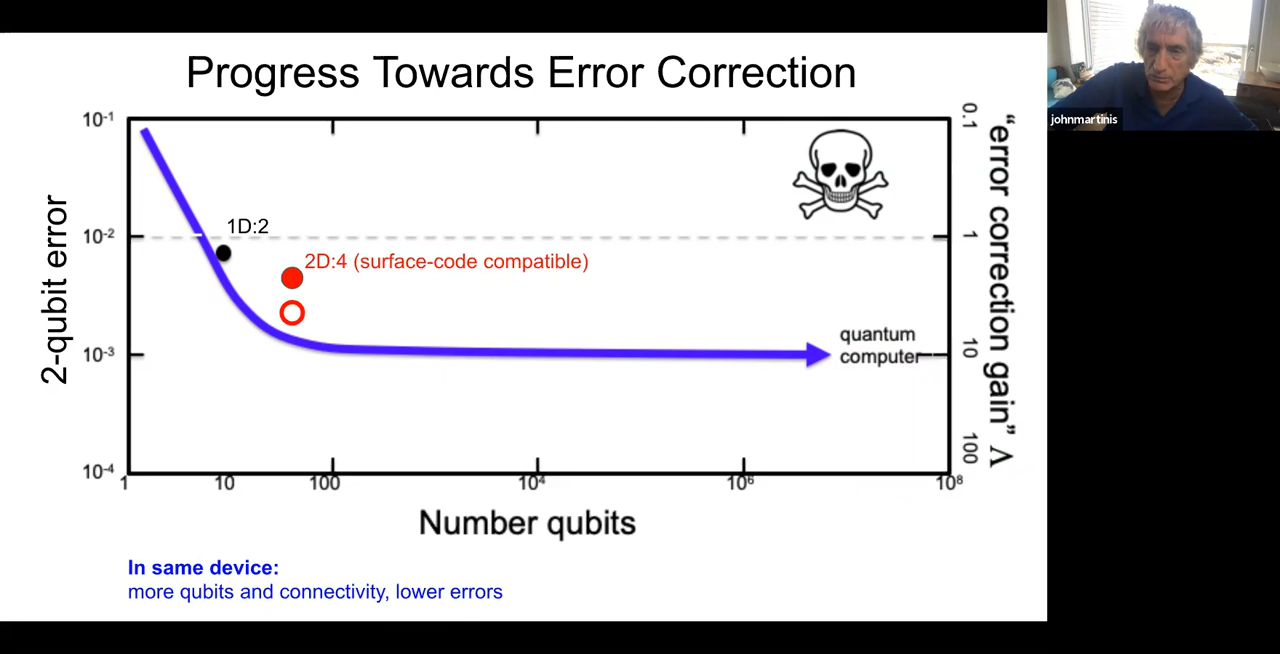 Progress Towards Error Correction
johnmartinis
10⁻¹
10⁻²
10⁻³
10⁻⁴
2-qubit error
1D:2
2D:4 (surface-code compatible)
quantum
computer
0.1
1
10
100
“error correction gain” Λ
1
10
100
10⁴
10⁶
10⁸
Number qubits
In same device:
more qubits and connectivity, lower errors